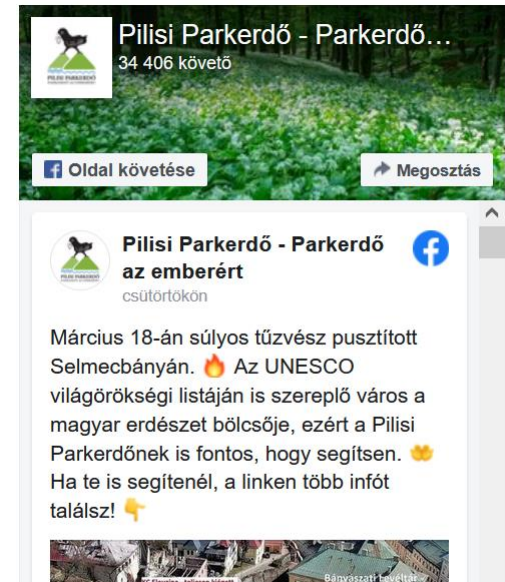 Pilisi Parkerdő - Parkerdő…
34 406 követő
PILISI PARKERDŐ
Oldal követése
Megosztás
Pilisi Parkerdő - Parkerdő
az emberért
csütörtökön
Március 18-án súlyos tűzvész pusztított
Selmecbányán. 🔥 Az UNESCO
világörökségi listáján is szereplő város a
magyar erdészet bölcsője, ezért a Pilisi
Parkerdőnek is fontos, hogy segítsen. 🤲
Ha te is segítenél, a linken több infót
találsz! 👇
Bányászati Levéltár -